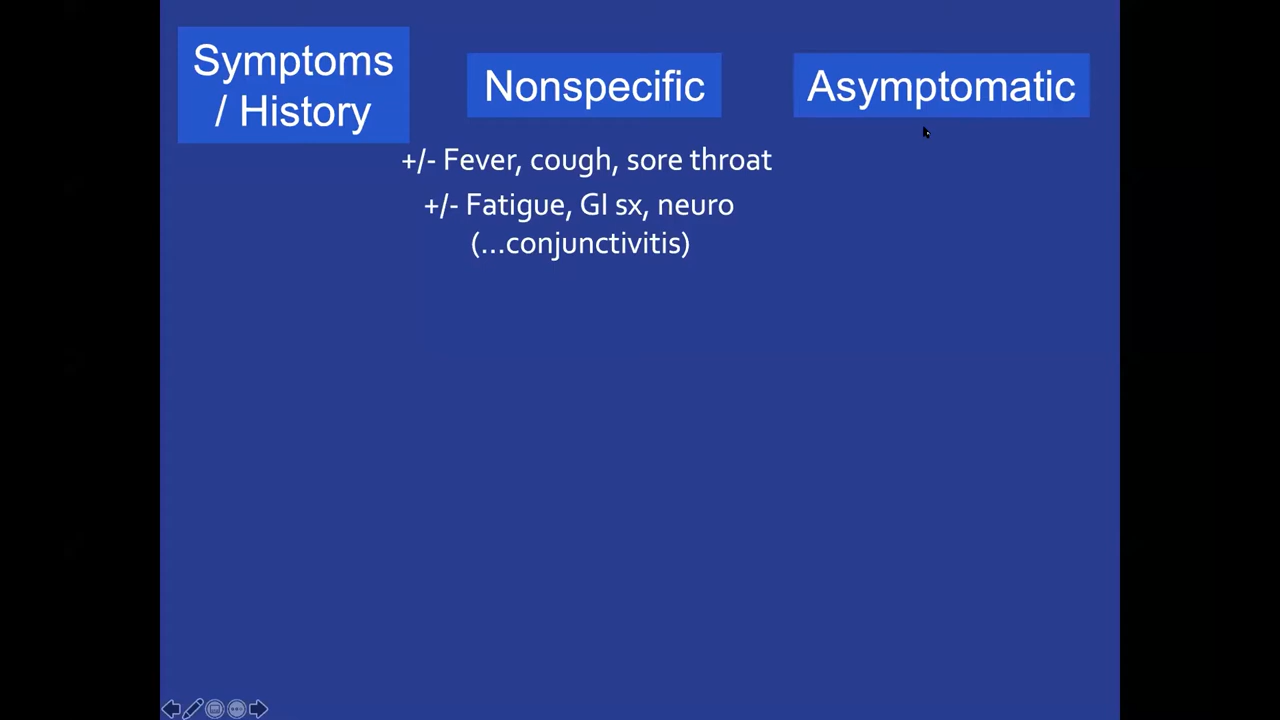 Symptoms
/ History
Nonspecific
Asymptomatic
+/- Fever, cough, sore throat
+/- Fatigue, GI sx, neuro
(...conjunctivitis)